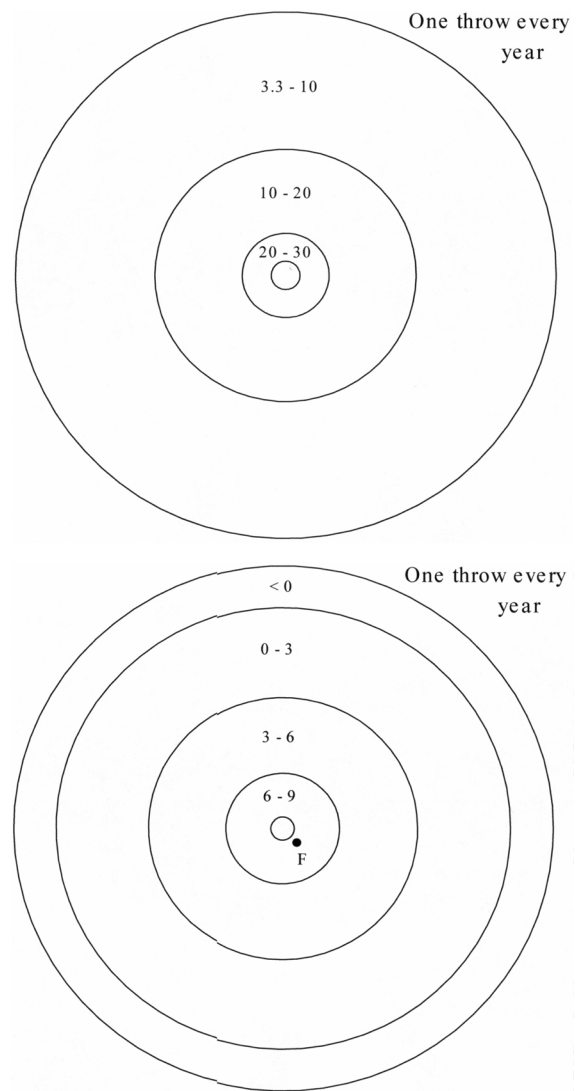 One throw every
year
3.3 - 10
10 - 20
20 - 30
One throw every
year
< 0
0 - 3
3 - 6
6 - 9
F